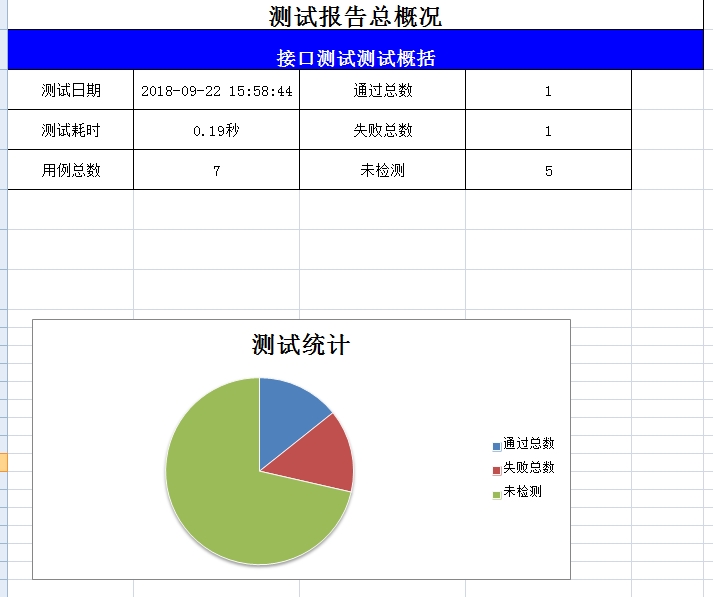 测试报告总概况
接口测试测试概括
测试日期 2018-09-22 15:58:44 通过总数 1
测试耗时 0.19秒 失败总数 1
用例总数 7 未检测 5
测试统计
通过总数
失败总数
未检测